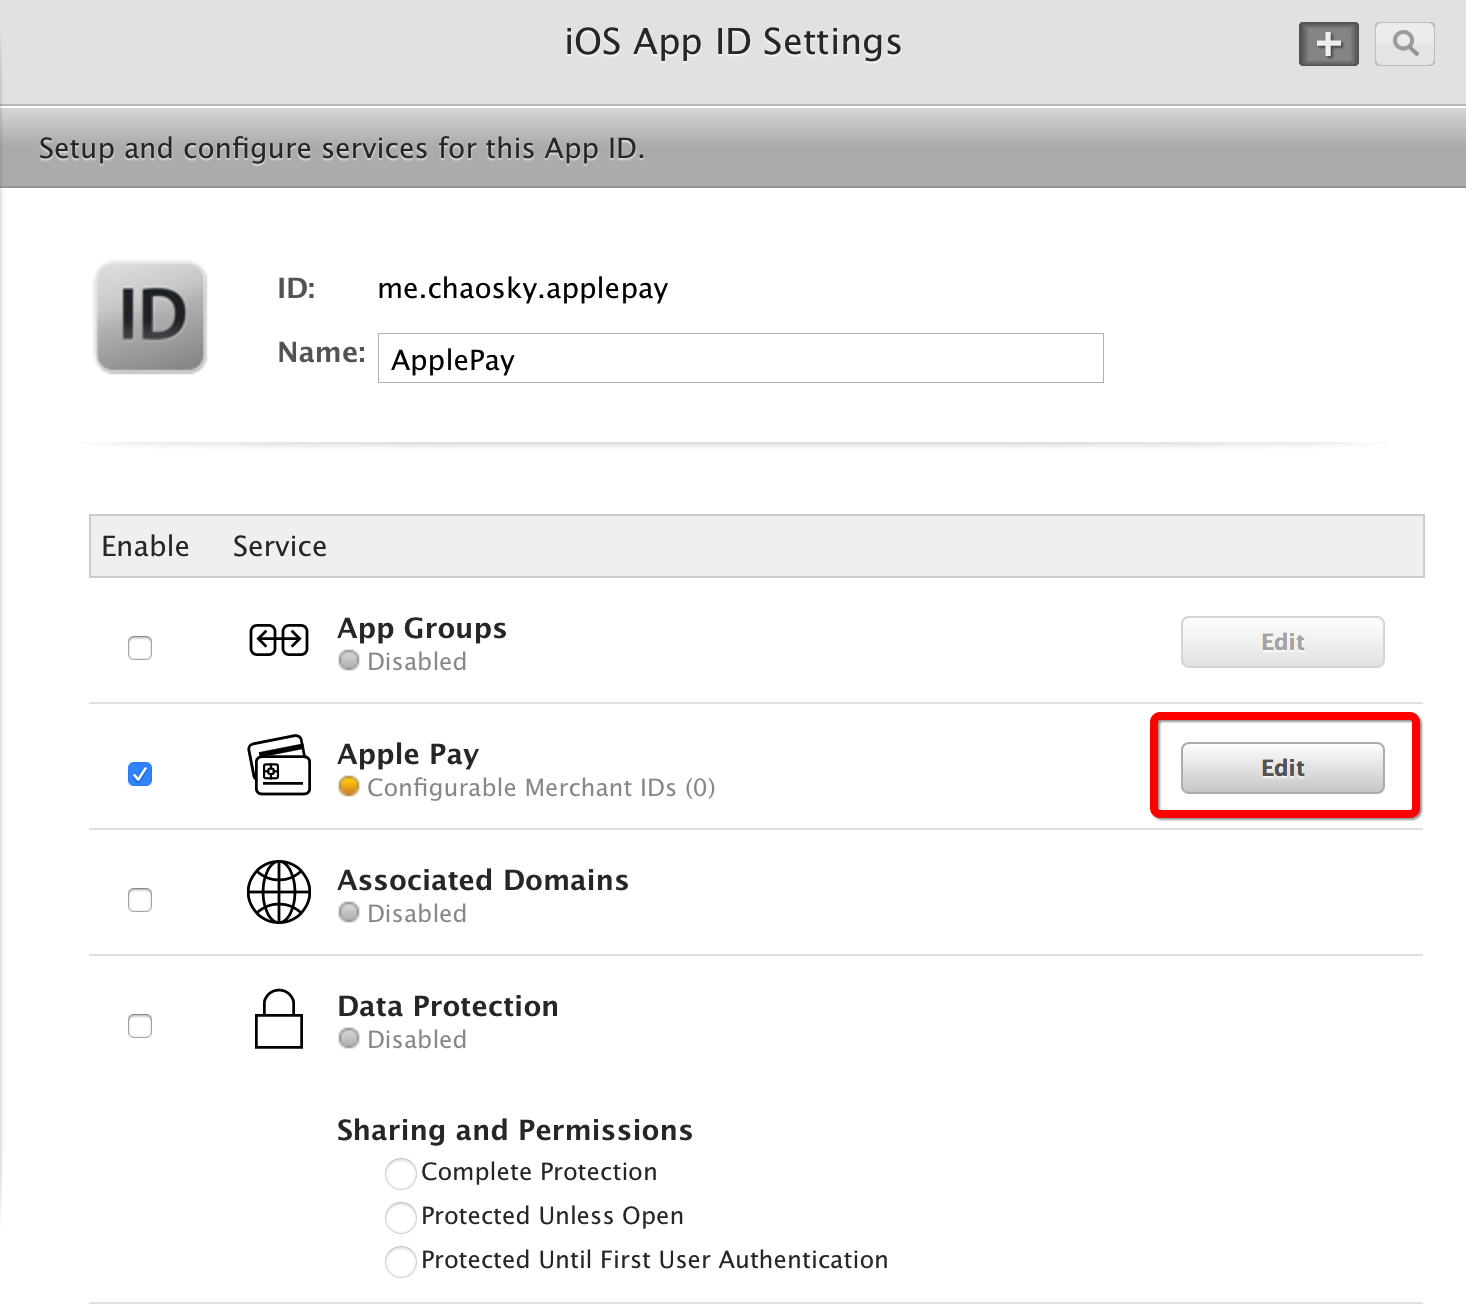 iOS App ID Settings
Setup and configure services for this App ID.
ID
ID: me.chaosky.applepay
Name: ApplePay
Enable Service
App Groups
Disabled
Edit
Apple Pay
Configurable Merchant IDs (0)
Edit
Associated Domains
Disabled
Data Protection
Disabled
Sharing and Permissions
Complete Protection
Protected Unless Open
Protected Until First User Authentication